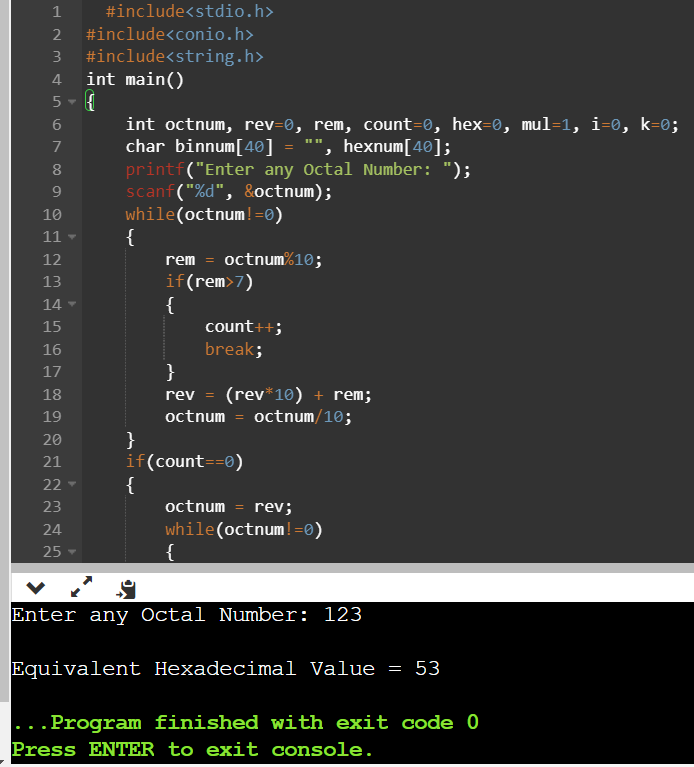 1 #include<stdio.h>
2 #include<conio.h>
3 #include<string.h>
4 int main()
5 {
6 int octnum, rev=0, rem, count=0, hex=0, mul=1, i=0, k=0;
7 char binnum[40] = "", hexnum[40];
8 printf("Enter any Octal Number: ");
9 scanf("%d", &octnum);
10 while(octnum!=0)
11 {
12 rem = octnum%10;
13 if(rem>7)
14 {
15 count++;
16 break;
17 }
18 rev = (rev*10) + rem;
19 octnum = octnum/10;
20 }
21 if(count==0)
22 {
23 octnum = rev;
24 while(octnum!=0)
25 {
Enter any Octal Number: 123
Equivalent Hexadecimal Value = 53
...Program finished with exit code 0
Press ENTER to exit console.